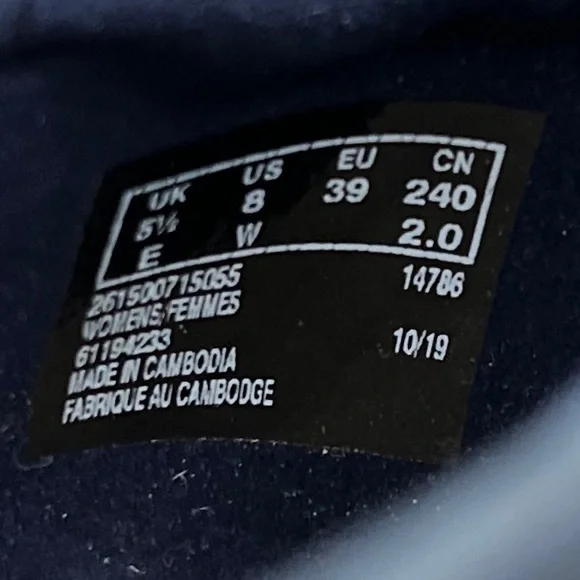 UK US EU CN
5½ 8 39 240
E W 2.0
261500715055 14786
WOMENS/FEMMES
61194233 10/19
MADE IN CAMBODIA
FABRIQUE AU CAMBODGE